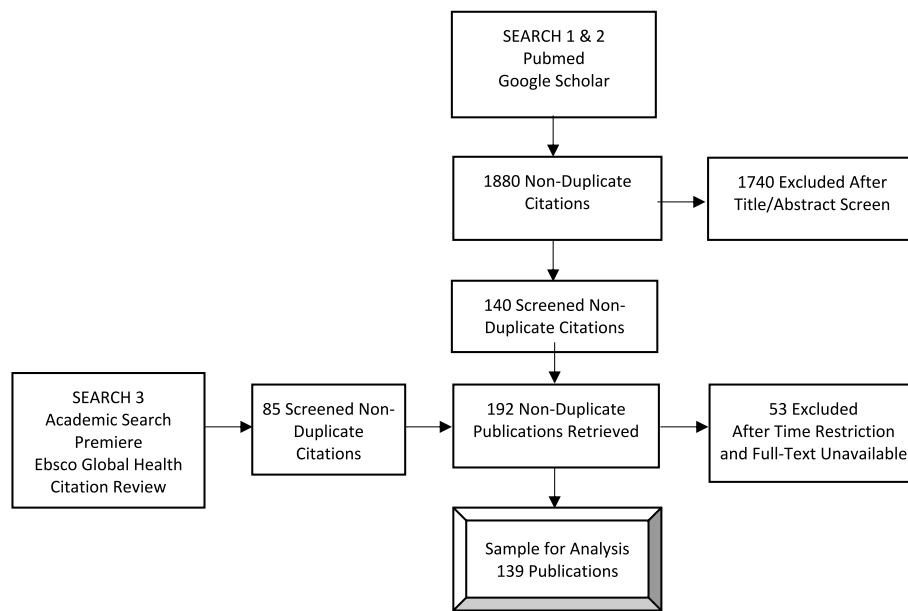 SEARCH 1 & 2
Pubmed
Google Scholar
1880 Non-Duplicate
Citations
1740 Excluded After
Title/Abstract Screen
140 Screened Non-
Duplicate Citations
SEARCH 3
Academic Search
Premiere
Ebsco Global Health
Citation Review
85 Screened Non-
Duplicate
Citations
192 Non-Duplicate
Publications Retrieved
53 Excluded
After Time Restriction
and Full-Text Unavailable
Sample for Analysis
139 Publications